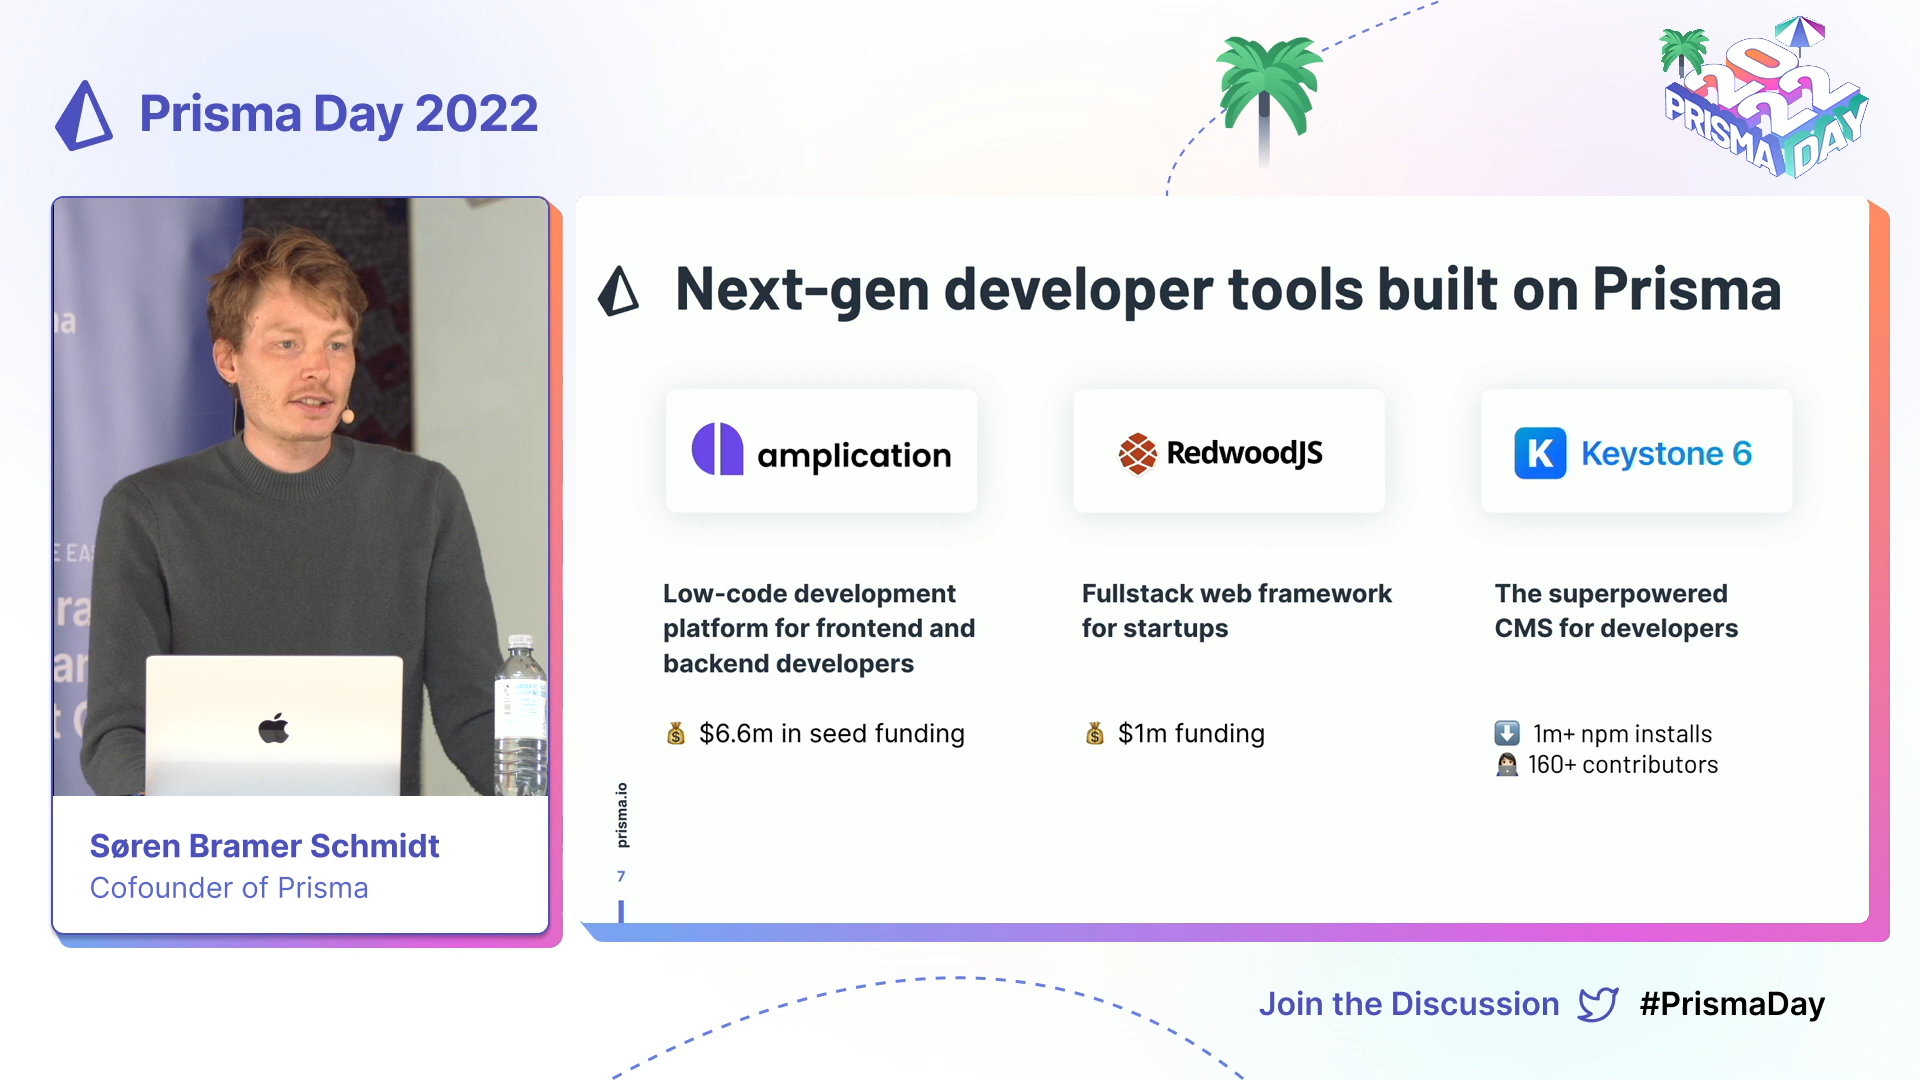 Prisma Day 2022
2022
PRISMA DAY
Søren Bramer Schmidt
Cofounder of Prisma
Next-gen developer tools built on Prisma
amplication
RedwoodJS
K Keystone 6
Low-code development
platform for frontend and
backend developers
Fullstack web framework
for startups
The superpowered
CMS for developers
$6.6m in seed funding
$1m funding
1m+ npm installs
160+ contributors
prisma.io
7
Join the Discussion #PrismaDay